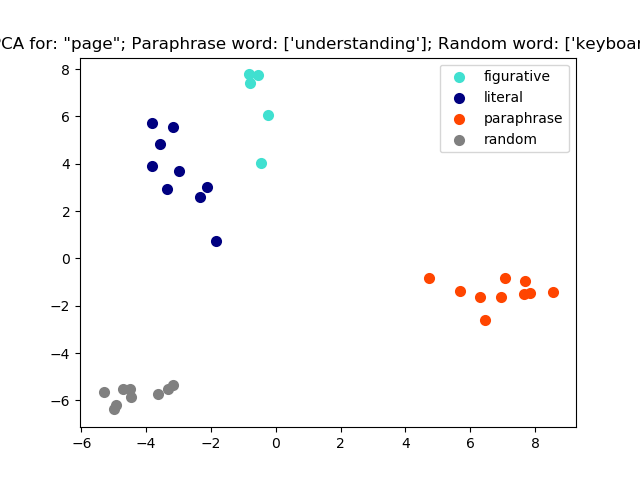 PCA for: "page"; Paraphrase word: ['understanding']; Random word: ['keyboar
figurative
literal
paraphrase
random
8
6
4
2
0
−2
−4
−6
−6 −4 −2 0 2 4 6 8